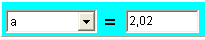 a = 2,02